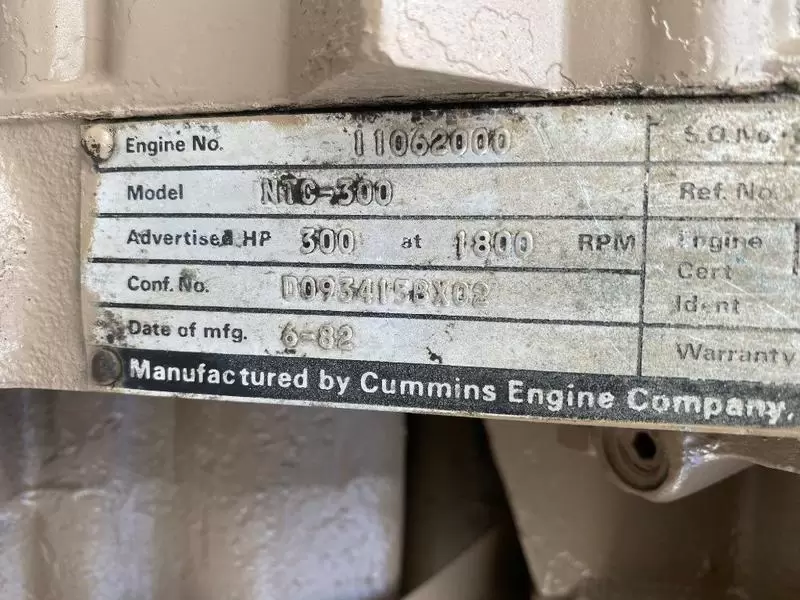 Engine No. 11062000
S.O. No.
Model NTC-300
Ref. No.
Advertised HP 300 at 1800 RPM
Engine
Cert
Ident
Conf. No. D093413BX02
Date of mfg. 6-82
Warranty
Manufactured by Cummins Engine Company,